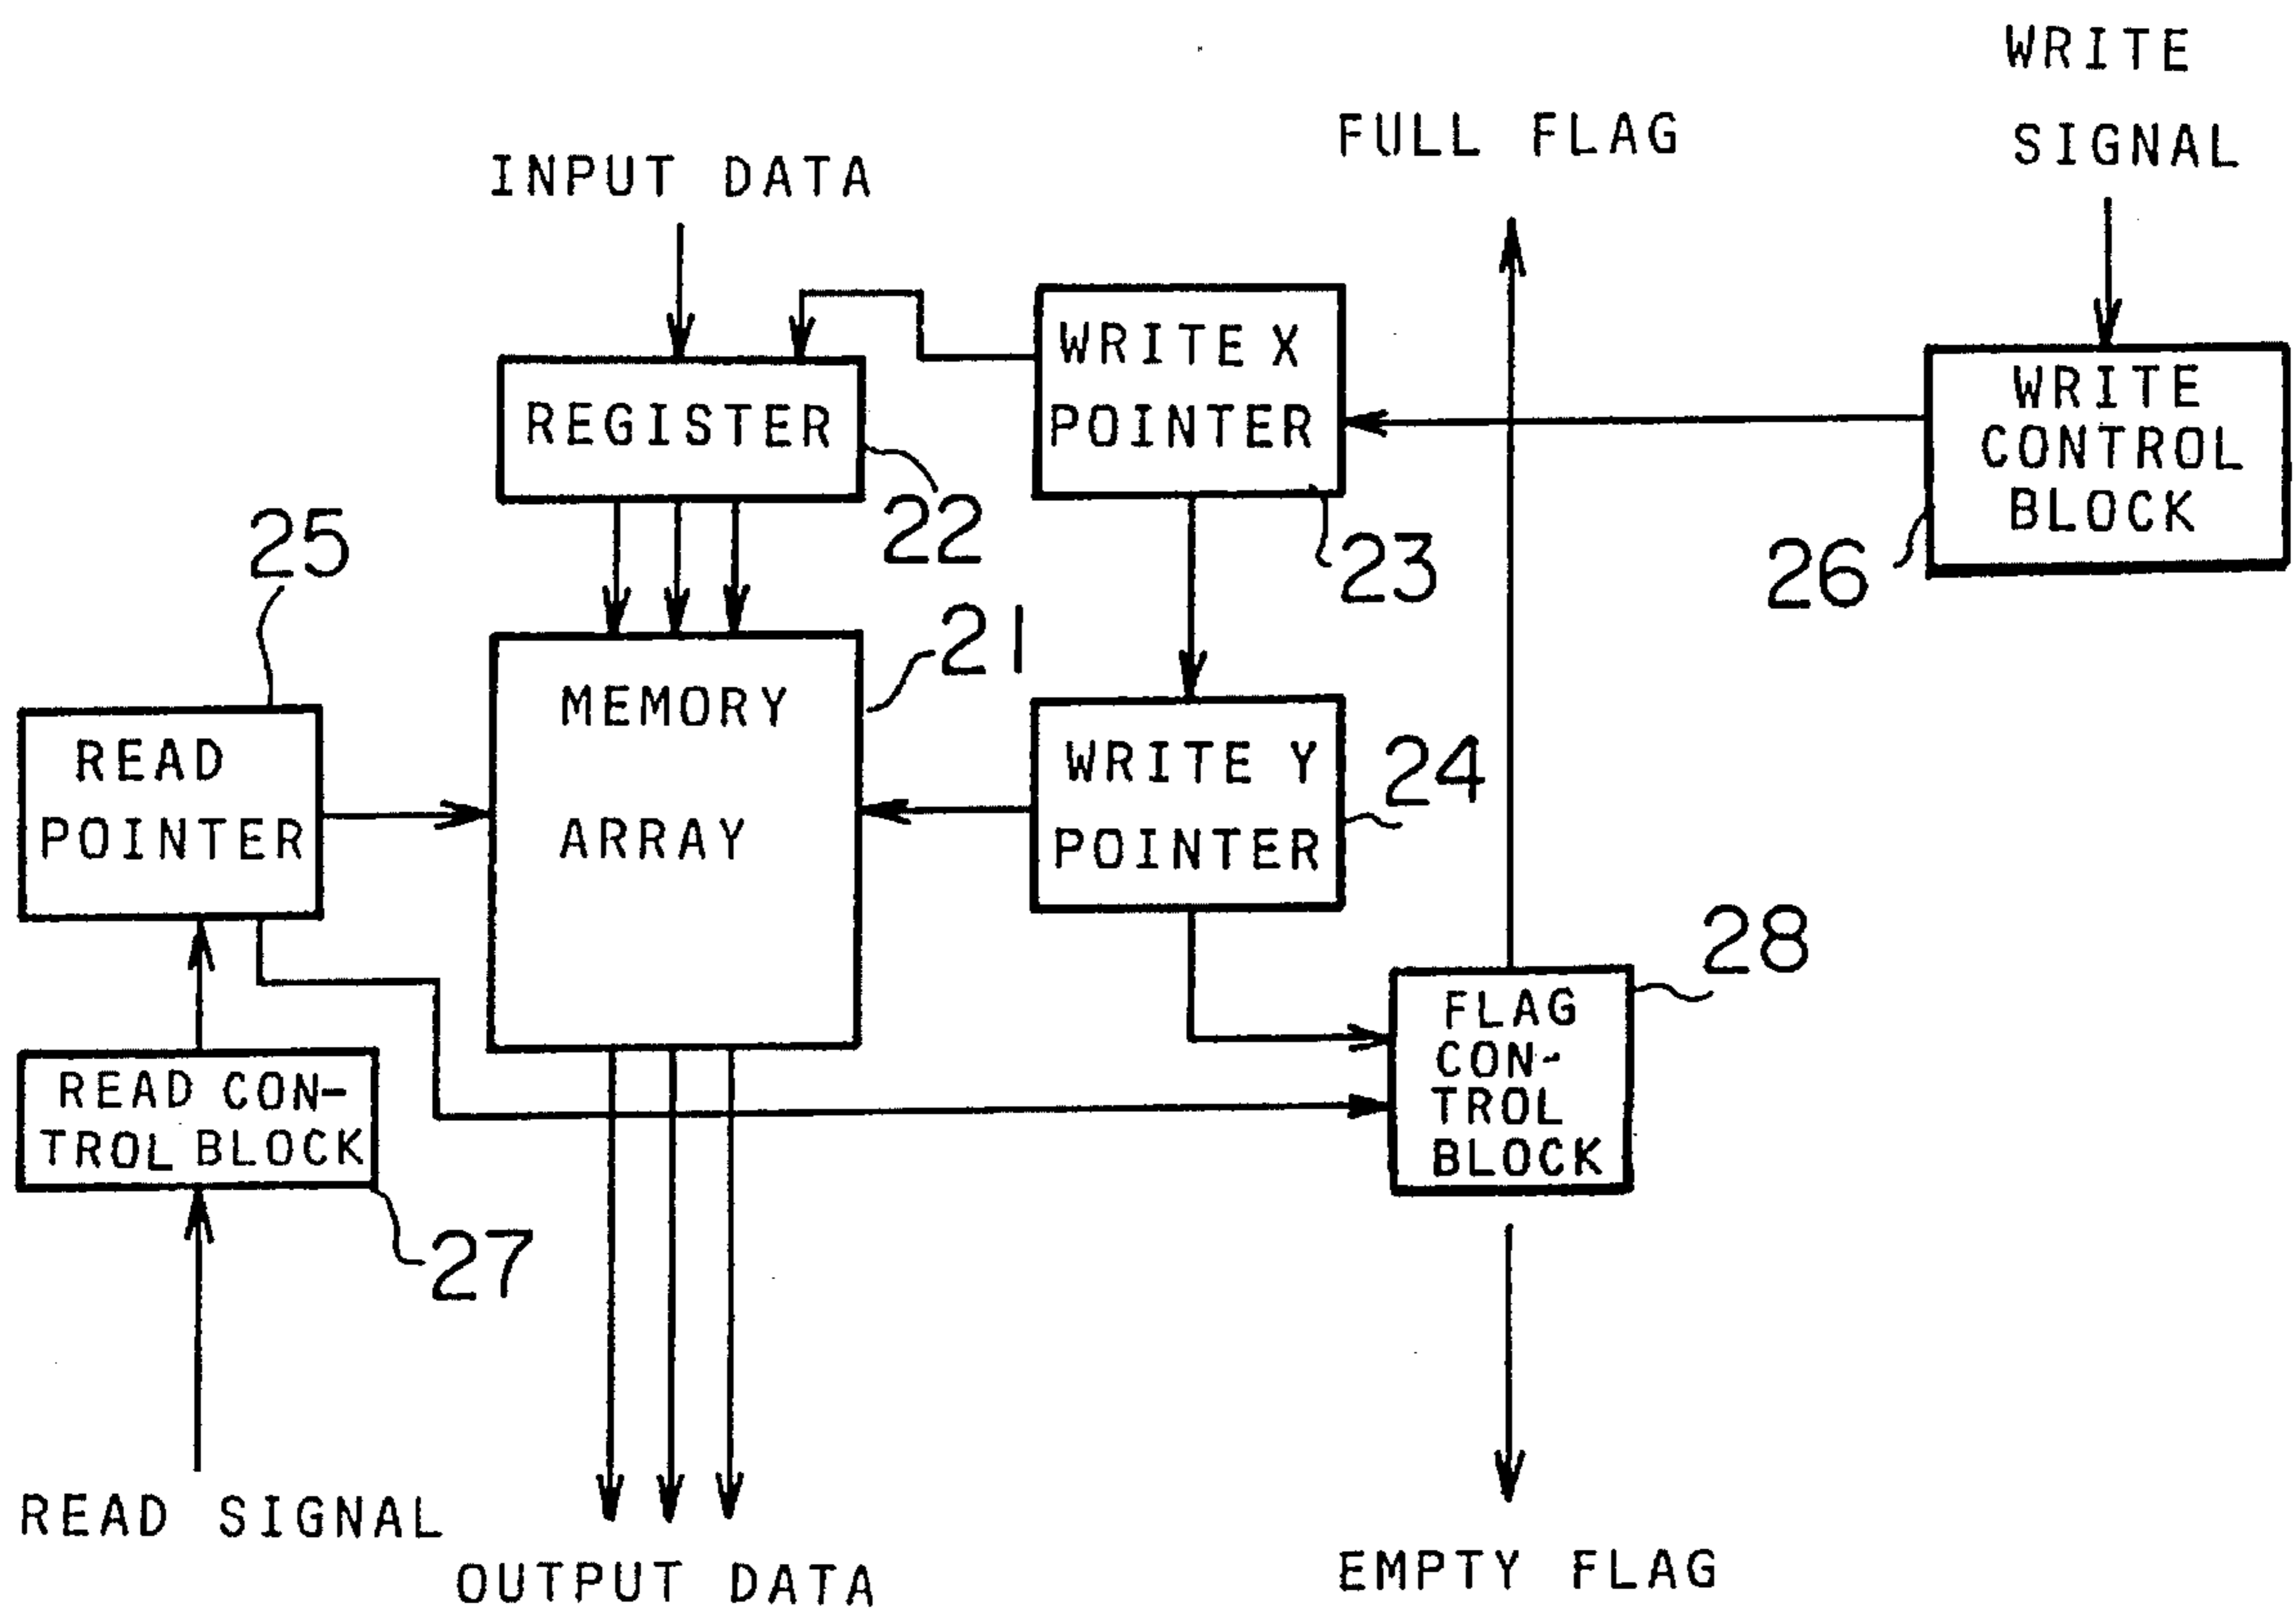 WRITE
SIGNAL
FULL FLAG
INPUT DATA
WRITE X
POINTER
23
REGISTER
22
WRITE
CONTROL
BLOCK
26
25
21
MEMORY
ARRAY
READ
POINTER
WRITE Y
POINTER
24
28
FLAG
CON-
TROL
BLOCK
READ CON-
TROL BLOCK
27
READ SIGNAL
OUTPUT DATA
EMPTY FLAG